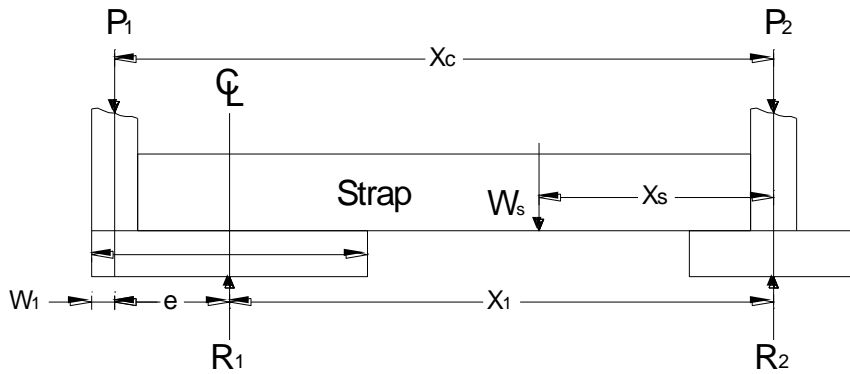 P1 P2
Xc
CL
Strap Ws Xs
W1 e X1
R1 R2